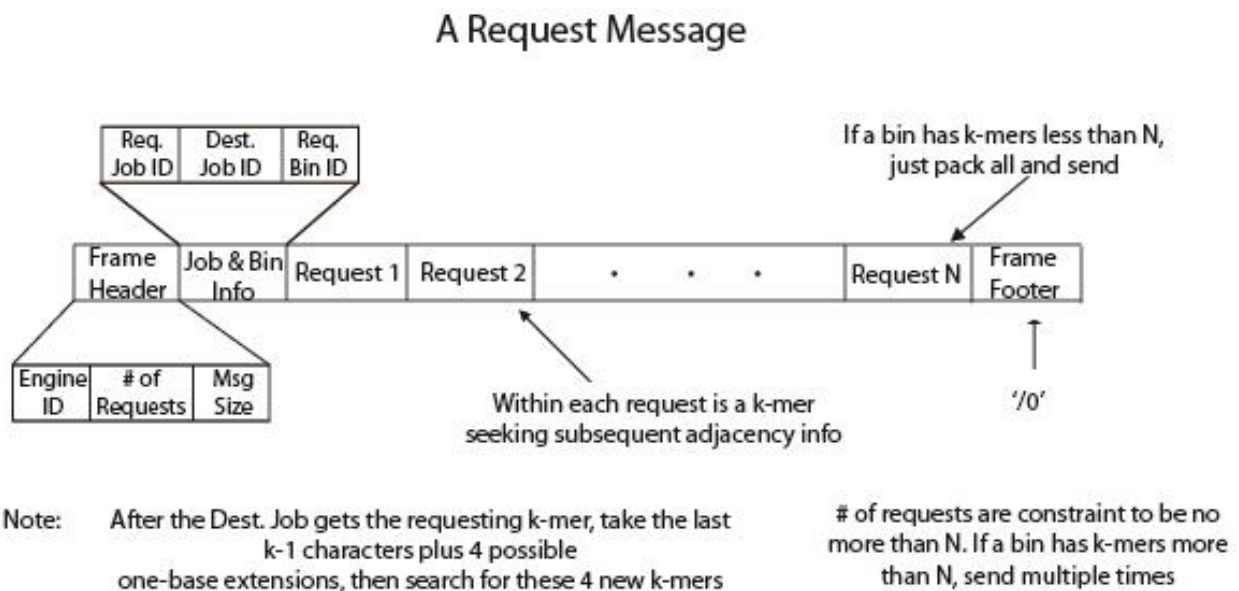 A Request Message
Req. Job ID
Dest. Job ID
Req. Bin ID
If a bin has k-mers less than N,
just pack all and send
Frame Header
Job & Bin Info
Request 1
Request 2
. . .
Request N
Frame Footer
Engine ID
# of Requests
Msg Size
Within each request is a k-mer
seeking subsequent adjacency info
'/0'
Note:
After the Dest. Job gets the requesting k-mer, take the last
k-1 characters plus 4 possible
one-base extensions, then search for these 4 new k-mers
# of requests are constraint to be no
more than N. If a bin has k-mers more
than N, send multiple times